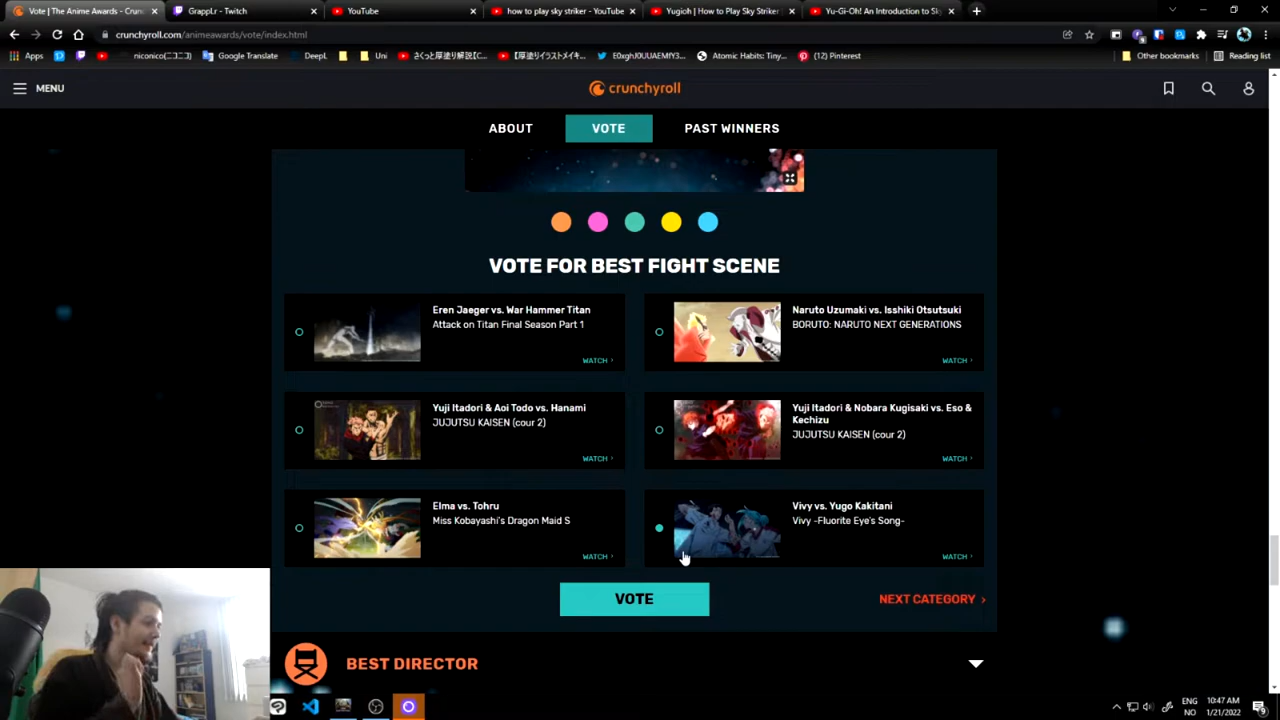 Vote | The Anime Awards - Crunc
Grappl.r - Twitch
YouTube
how to play sky striker - YouTube
Yugioh | How to Play Sky Striker
Yu-Gi-Oh! An Introduction to Sk
crunchyroll.com/animeawards/vote/index.html
Apps
niconico(ニコニコ)
Google Translate
DeepL
Uni
さくっと厚塗り解説【C...
【厚塗りイラストメイキ...
Atomic Habits: Tiny...
(12) Pinterest
Other bookmarks
Reading list
MENU
crunchyroll
ABOUT
VOTE
PAST WINNERS
VOTE FOR BEST FIGHT SCENE
Eren Jaeger vs. War Hammer Titan
Attack on Titan Final Season Part 1
WATCH ›
Naruto Uzumaki vs. Isshiki Otsutsuki
BORUTO: NARUTO NEXT GENERATIONS
WATCH ›
Yuji Itadori & Aoi Todo vs. Hanami
JUJUTSU KAISEN (cour 2)
WATCH ›
Yuji Itadori & Nobara Kugisaki vs. Eso &
Kechizu
JUJUTSU KAISEN (cour 2)
WATCH ›
Elma vs. Tohru
Miss Kobayashi's Dragon Maid S
WATCH ›
Vivy vs. Yugo Kakitani
Vivy -Fluorite Eye's Song-
WATCH ›
VOTE
NEXT CATEGORY ›
BEST DIRECTOR
ENG
NO
10:47 AM
1/21/2022